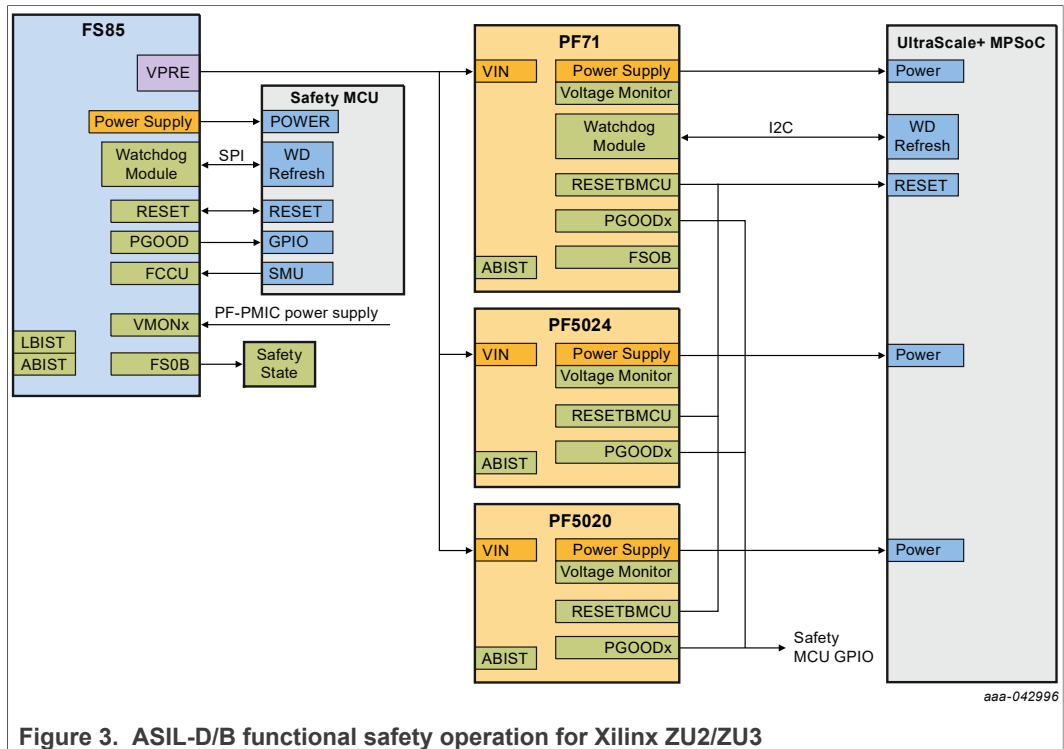 FS85
VPRE
Power Supply
Watchdog
Module
RESET
PGOOD
FCCU
VMONx
LBIST
ABIST
FS0B
SPI
Safety MCU
POWER
WD
Refresh
RESET
GPIO
SMU
PF-PMIC power supply
Safety
State
PF71
VIN
Power Supply
Voltage Monitor
Watchdog
Module
RESETBMCU
PGOODx
FSOB
ABIST
I2C
PF5024
VIN
Power Supply
Voltage Monitor
RESETBMCU
PGOODx
ABIST
PF5020
VIN
Power Supply
Voltage Monitor
RESETBMCU
PGOODx
ABIST
Safety
MCU GPIO
UltraScale+ MPSoC
Power
WD
Refresh
RESET
Power
Power
aaa-042996
Figure 3. ASIL-D/B functional safety operation for Xilinx ZU2/ZU3